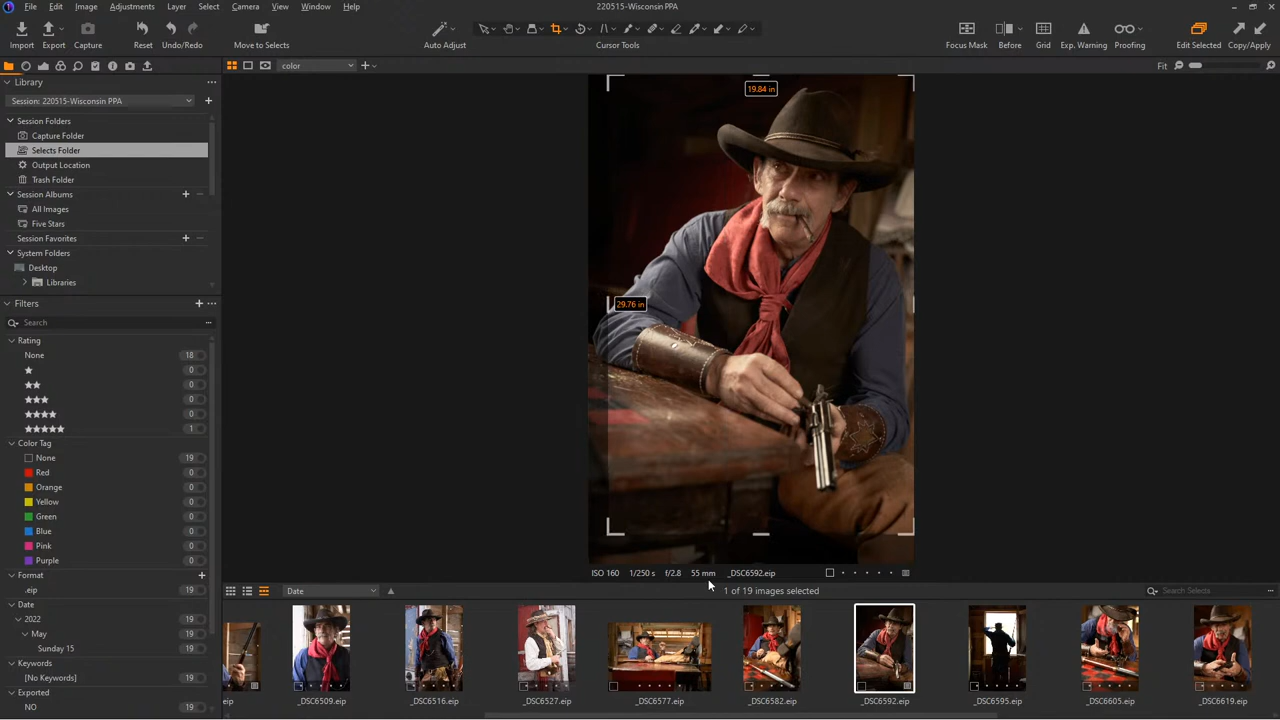 File Edit Image Adjustments Layer Select Camera View Window Help
220515-Wisconsin PPA
Import Export Capture Reset Undo/Redo Move to Selects Auto Adjust Cursor Tools Focus Mask Before Grid Exp. Warning Proofing Edit Selected Copy/Apply
color
Fit
Library
Session: 220515-Wisconsin PPA
Session Folders
Capture Folder
Selects Folder
Output Location
Trash Folder
Session Albums
All Images
Five Stars
Session Favorites
System Folders
Desktop
Libraries
Filters
Search
Rating
None 18
0
0
0
0
1
Color Tag
None 19
Red 0
Orange 0
Yellow 0
Green 0
Blue 0
Pink 0
Purple 0
Format
.eip 19
Date
2022 19
May 19
Sunday 15 19
Keywords
[No Keywords] 19
Exported
NO 19
19.84 in
29.76 in
ISO 160 1/250 s f/2.8 55 mm _DSC6592.eip
Date
1 of 19 images selected
Search Selects
eip _DSC6509.eip _DSC6516.eip _DSC6527.eip _DSC6577.eip _DSC6582.eip _DSC6592.eip _DSC6595.eip _DSC6605.eip _DSC6619.eip